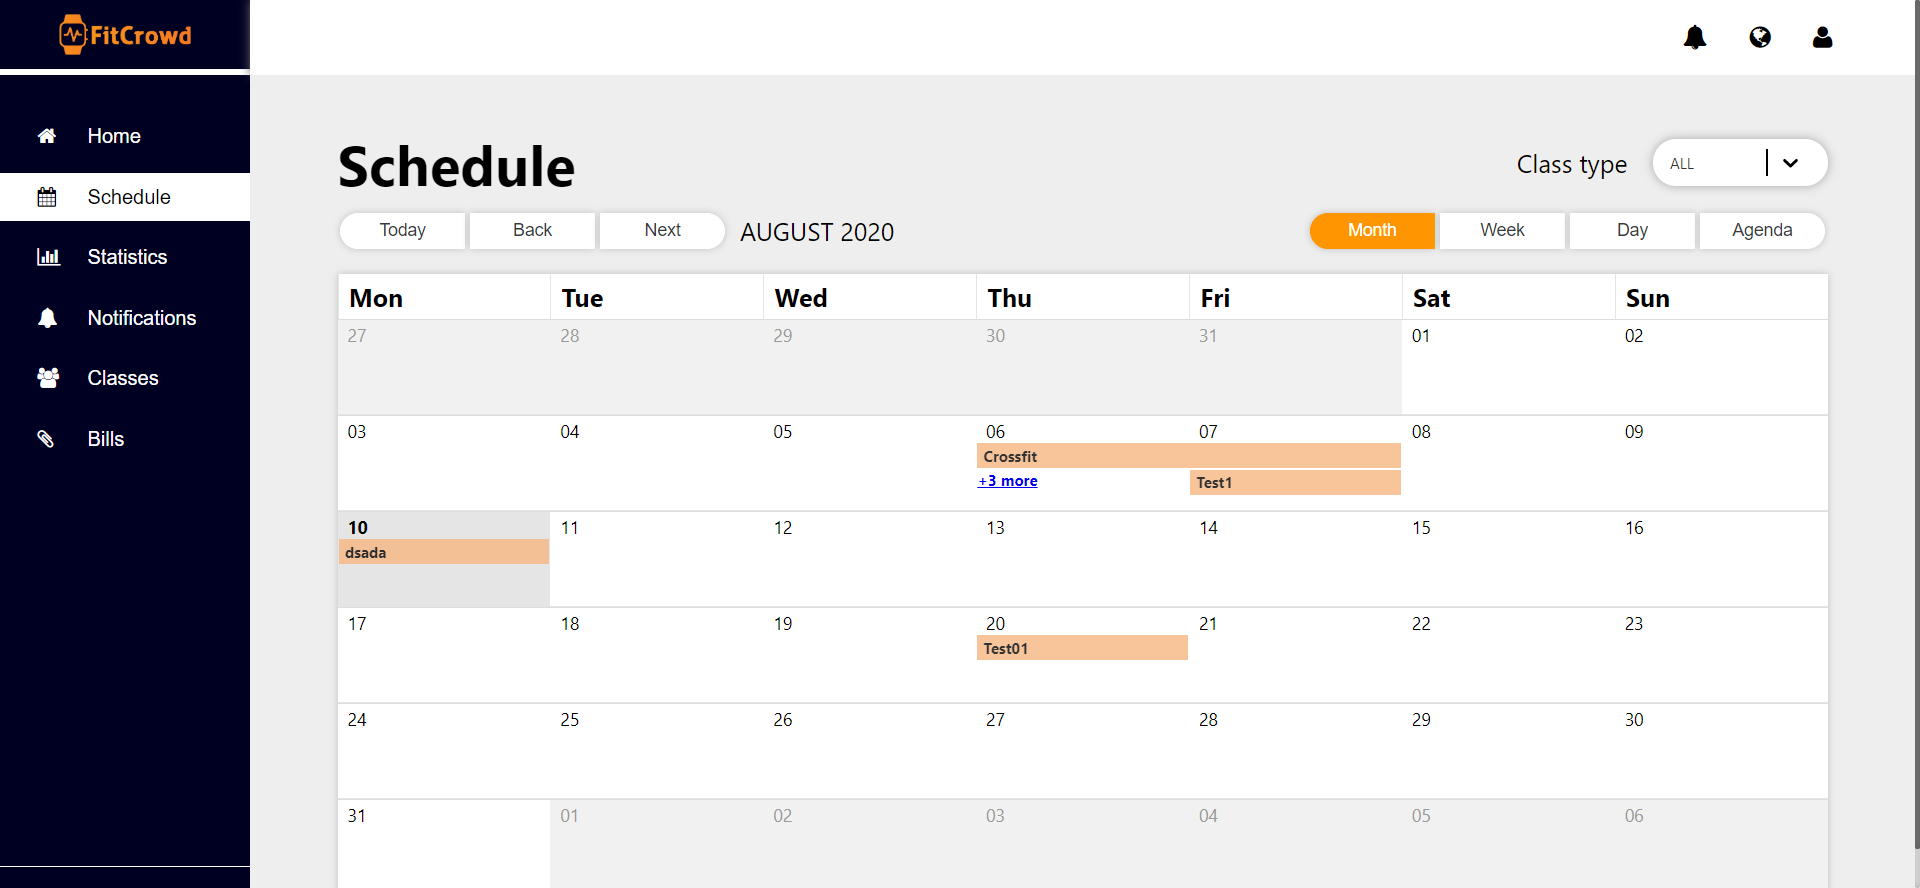 FitCrowd
Home
Schedule
Statistics
Notifications
Classes
Bills
Schedule
Class type
ALL
Today Back Next AUGUST 2020 Month Week Day Agenda
Mon Tue Wed Thu Fri Sat Sun
27 28 29 30 31 01 02
03 04 05 06 07 08 09
Crossfit
+3 more Test1
10 11 12 13 14 15 16
dsada
17 18 19 20 21 22 23
Test01
24 25 26 27 28 29 30
31 01 02 03 04 05 06